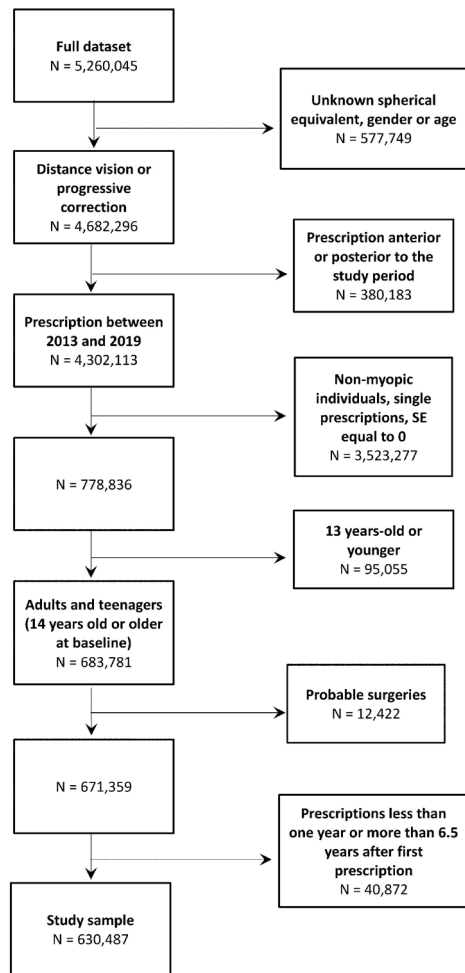 Full dataset
N = 5,260,045
Unknown spherical
equivalent, gender or age
N = 577,749
Distance vision or
progressive
correction
N = 4,682,296
Prescription anterior
or posterior to the
study period
N = 380,183
Prescription between
2013 and 2019
N = 4,302,113
Non-myopic
individuals, single
prescriptions, SE
equal to 0
N = 3,523,277
N = 778,836
13 years-old or
younger
N = 95,055
Adults and teenagers
(14 years old or older
at baseline)
N = 683,781
Probable surgeries
N = 12,422
N = 671,359
Prescriptions less than
one year or more than 6.5
years after first
prescription
N = 40,872
Study sample
N = 630,487